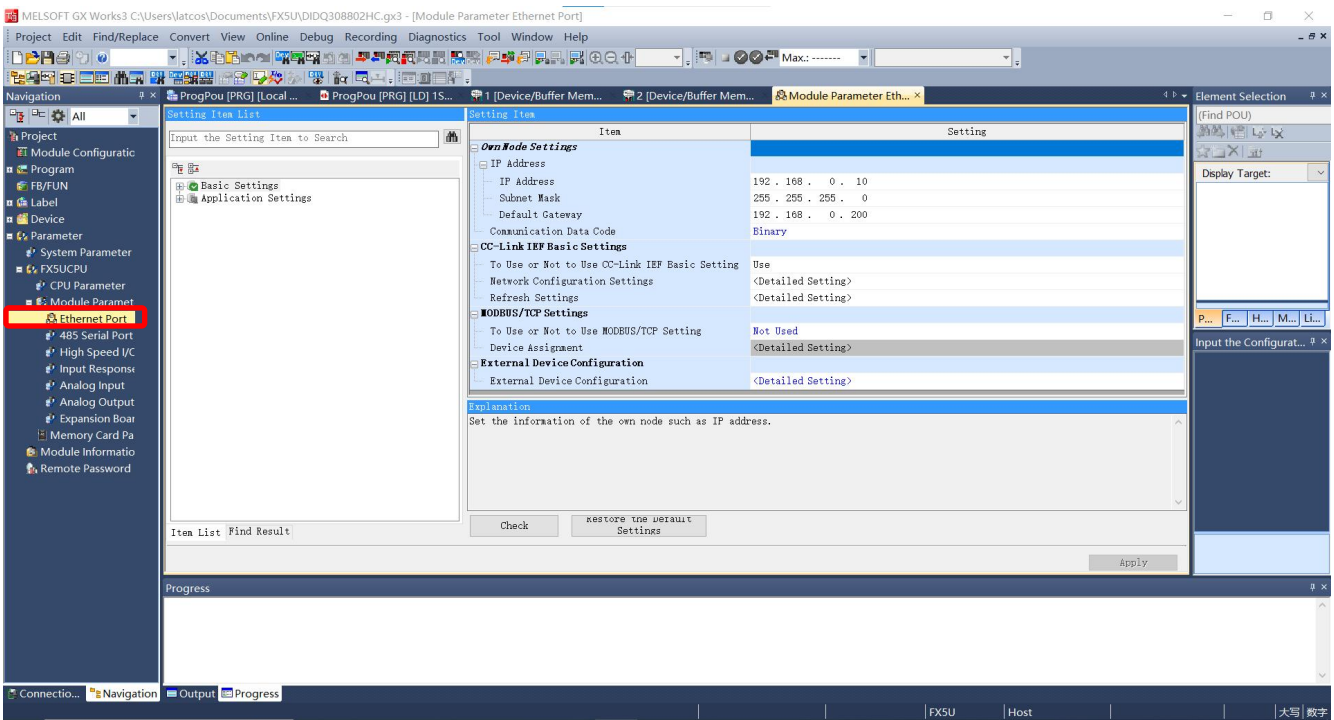 MELSOFT GX Works3 C:\Users\latcos\Documents\FX5U\DIDQ308802HC.gx3 - [Module Parameter Ethernet Port]
Project Edit Find/Replace Convert View Online Debug Recording Diagnostics Tool Window Help
Max.: -------
Navigation
ProgPou [PRG] [Local ...
ProgPou [PRG] [LD] 1S...
1 [Device/Buffer Mem...
2 [Device/Buffer Mem...
Module Parameter Eth...
Element Selection
All
Project
Module Configuratic
Program
FB/FUN
Label
Device
Parameter
System Parameter
FX5UCPU
CPU Parameter
Module Paramet
Ethernet Port
485 Serial Port
High Speed I/C
Input Response
Analog Input
Analog Output
Expansion Boar
Memory Card Pa
Module Informatio
Remote Password
Setting Item List
Input the Setting Item to Search
Basic Settings
Application Settings
Item List Find Result
Setting Item
Item Setting
Own Node Settings
IP Address
IP Address 192 . 168 . 0 . 10
Subnet Mask 255 . 255 . 255 . 0
Default Gateway 192 . 168 . 0 . 200
Communication Data Code Binary
CC-Link IEF Basic Settings
To Use or Not to Use CC-Link IEF Basic Setting Use
Network Configuration Settings <Detailed Setting>
Refresh Settings <Detailed Setting>
MODBUS/TCP Settings
To Use or Not to Use MODBUS/TCP Setting Not Used
Device Assignment <Detailed Setting>
External Device Configuration
External Device Configuration <Detailed Setting>
Explanation
Set the information of the own node such as IP address.
Check
Restore the Default
Settings
Apply
(Find POU)
Display Target:
P... F... H... M... Li...
Input the Configurat...
Progress
Connectio... Navigation Output Progress
FX5U Host 大写 数字